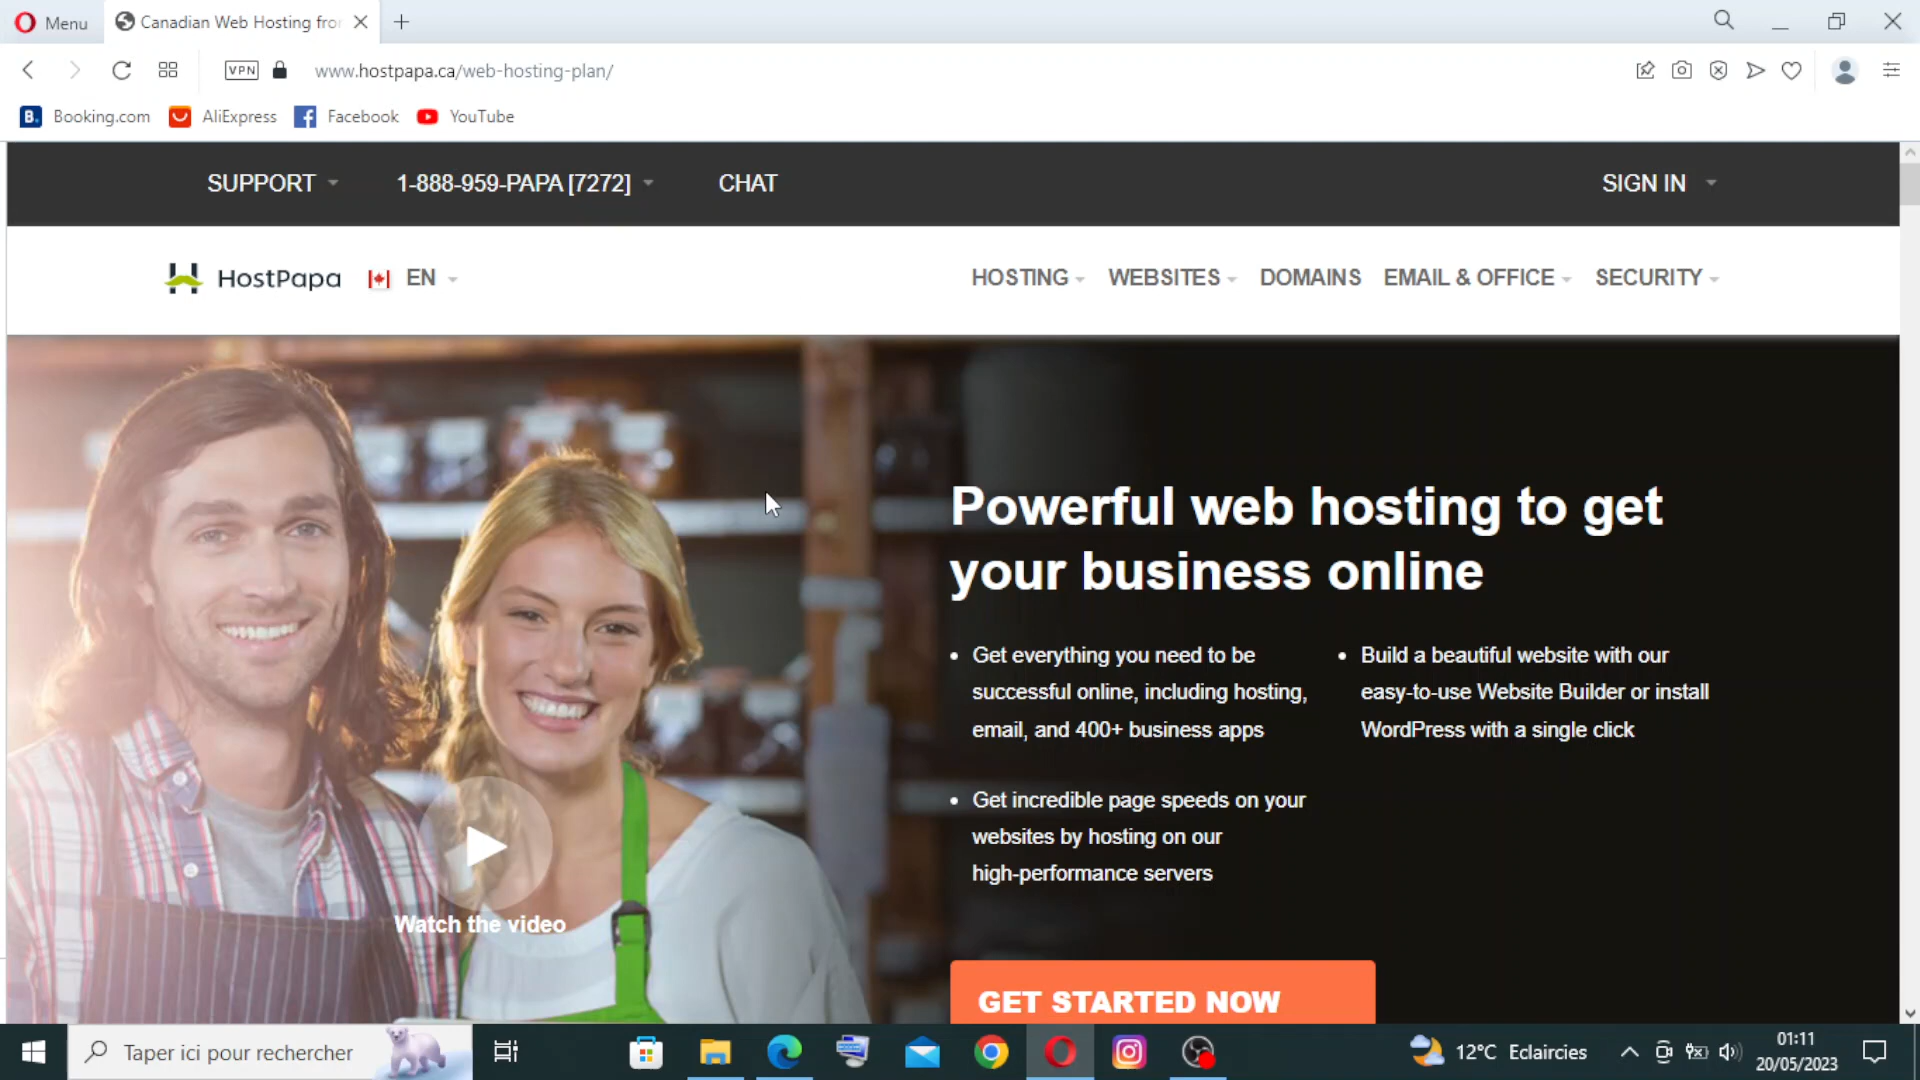 Menu
Canadian Web Hosting fro
VPN
www.hostpapa.ca/web-hosting-plan/
B. Booking.com
AliExpress
Facebook
YouTube
SUPPORT
1-888-959-PAPA [7272]
CHAT
SIGN IN
HostPapa
EN
HOSTING
WEBSITES
DOMAINS
EMAIL & OFFICE
SECURITY
Powerful web hosting to get
your business online
• Get everything you need to be
successful online, including hosting,
email, and 400+ business apps
• Build a beautiful website with our
easy-to-use Website Builder or install
WordPress with a single click
• Get incredible page speeds on your
websites by hosting on our
high-performance servers
Watch the video
GET STARTED NOW
Taper ici pour rechercher
12°C Eclaircies
01:11
20/05/2023